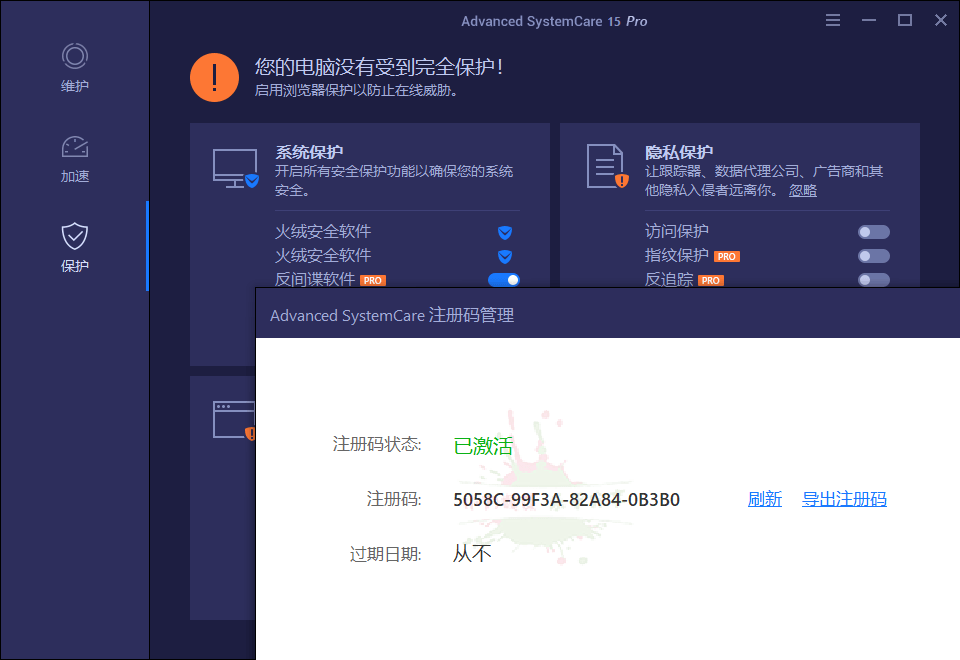 Advanced SystemCare 15 Pro
维护
加速
保护
您的电脑没有受到完全保护！
启用浏览器保护以防止在线威胁。
系统保护
开启所有安全保护功能以确保您的系统
安全。
火绒安全软件
火绒安全软件
反间谍软件 PRO
隐私保护
让跟踪器、数据代理公司、广告商和其
他隐私入侵者远离你。 忽略
访问保护
指纹保护 PRO
反追踪 PRO
Advanced SystemCare 注册码管理
注册码状态: 已激活
注册码: 5058C-99F3A-82A84-0B3B0 刷新 导出注册码
过期日期: 从不